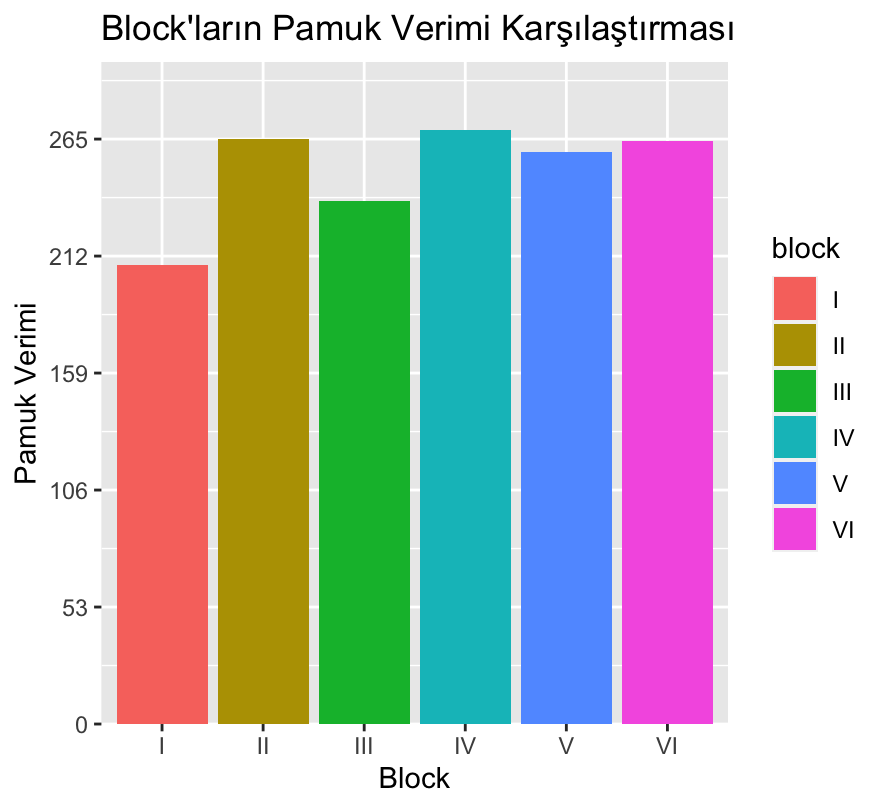 Block'ların Pamuk Verimi Karşılaştırması
Pamuk Verimi
265
212
159
106
53
0
I II III IV V VI
Block
block
I
II
III
IV
V
VI